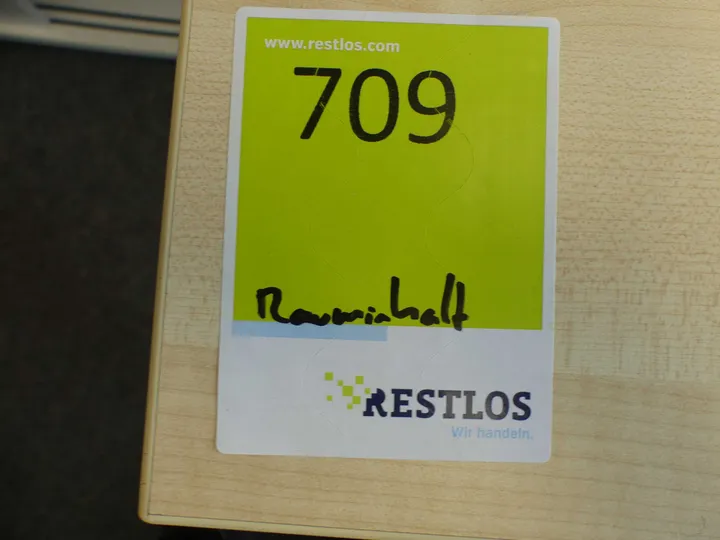 www.restlos.com
709
Rauminhalt
RESTLOS
Wir handeln.